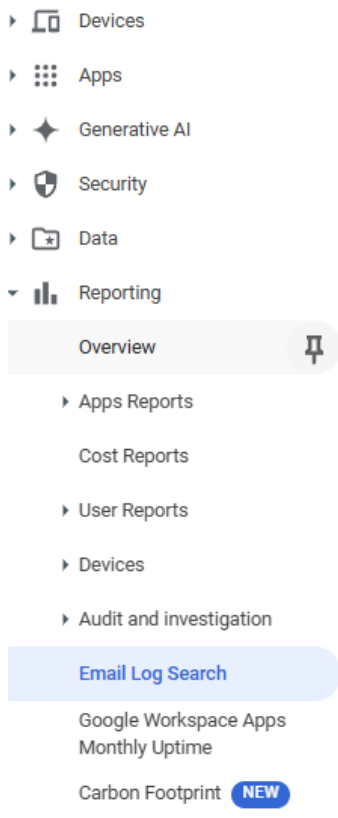 Devices
Apps
Generative AI
Security
Data
Reporting
Overview
Apps Reports
Cost Reports
User Reports
Devices
Audit and investigation
Email Log Search
Google Workspace Apps
Monthly Uptime
Carbon Footprint NEW